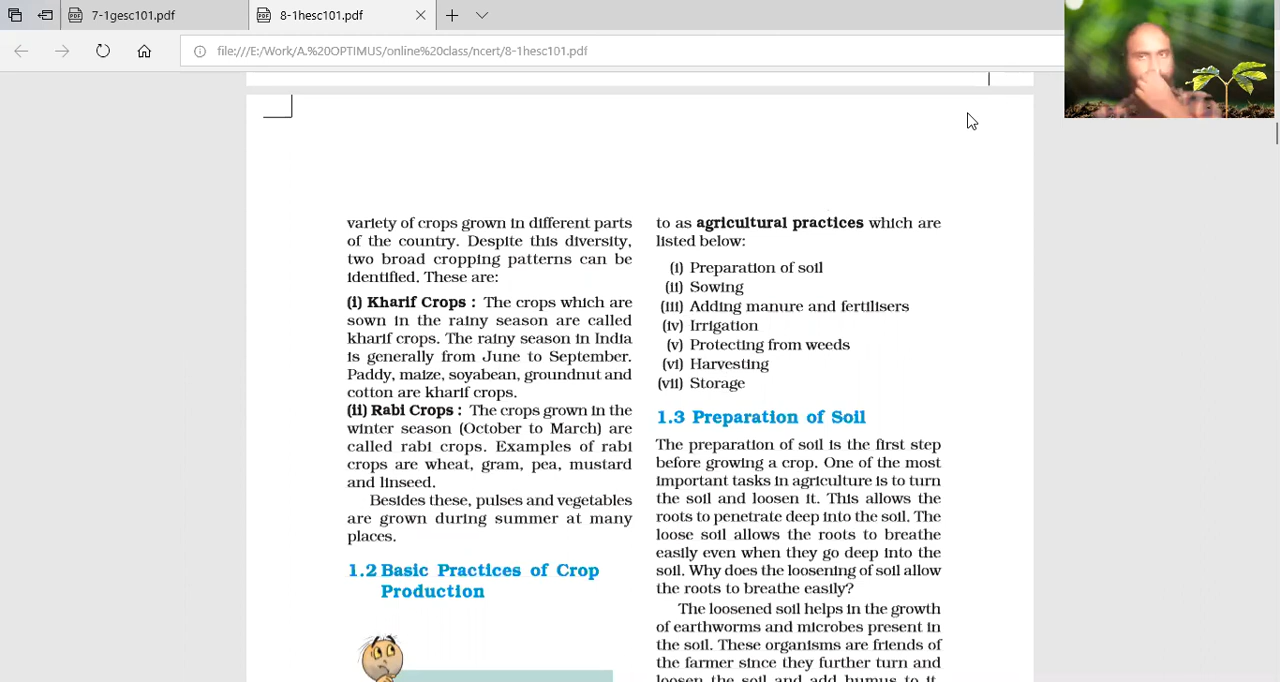 7-1gesc101.pdf
8-1hesc101.pdf
file:///E:/Work/A.%20OPTIMUS/online%20class/ncert/8-1hesc101.pdf
variety of crops grown in different parts
of the country. Despite this diversity,
two broad cropping patterns can be
identified. These are:
(i) Kharif Crops : The crops which are
sown in the rainy season are called
kharif crops. The rainy season in India
is generally from June to September.
Paddy, maize, soyabean, groundnut and
cotton are kharif crops.
(ii) Rabi Crops : The crops grown in the
winter season (October to March) are
called rabi crops. Examples of rabi
crops are wheat, gram, pea, mustard
and linseed.
Besides these, pulses and vegetables
are grown during summer at many
places.
1.2 Basic Practices of Crop
Production
to as agricultural practices which are
listed below:
(i) Preparation of soil
(ii) Sowing
(iii) Adding manure and fertilisers
(iv) Irrigation
(v) Protecting from weeds
(vi) Harvesting
(vii) Storage
1.3 Preparation of Soil
The preparation of soil is the first step
before growing a crop. One of the most
important tasks in agriculture is to turn
the soil and loosen it. This allows the
roots to penetrate deep into the soil. The
loose soil allows the roots to breathe
easily even when they go deep into the
soil. Why does the loosening of soil allow
the roots to breathe easily?
The loosened soil helps in the growth
of earthworms and microbes present in
the soil. These organisms are friends of
the farmer since they further turn and
loosen the soil and add humus to it.